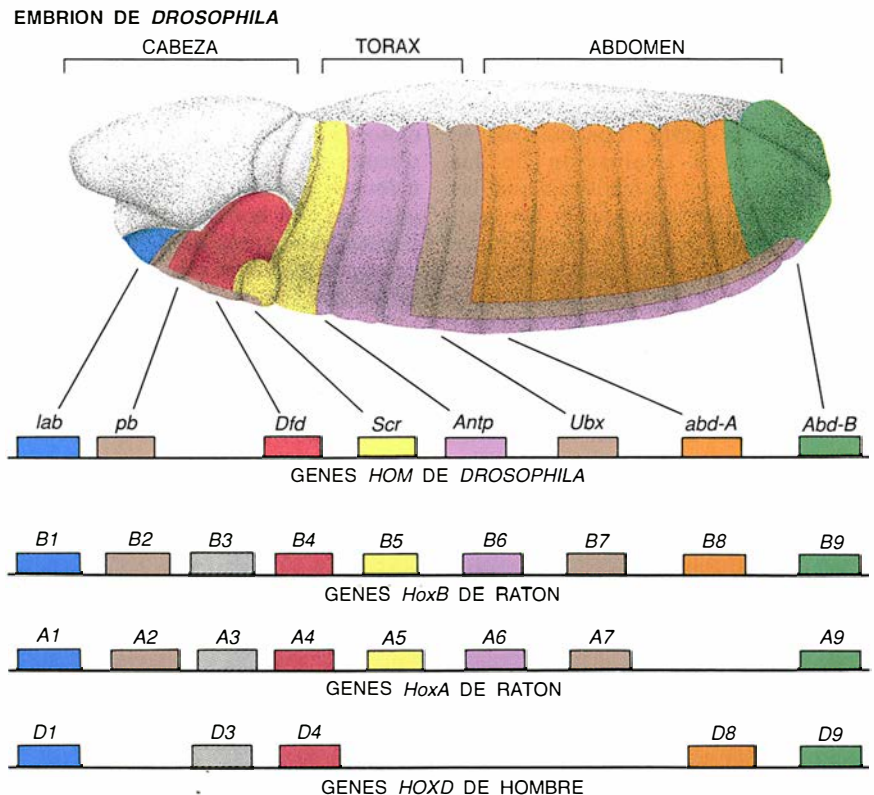 EMBRION DE DROSOPHILA
CABEZA TORAX ABDOMEN
lab pb Dfd Scr Antp Ubx abd-A Abd-B
GENES HOM DE DROSOPHILA
B1 B2 B3 B4 B5 B6 B7 B8 B9
GENES HoxB DE RATON
A1 A2 A3 A4 A5 A6 A7 A9
GENES HoxA DE RATON
D1 D3 D4 D8 D9
GENES HOXD DE HOMBRE